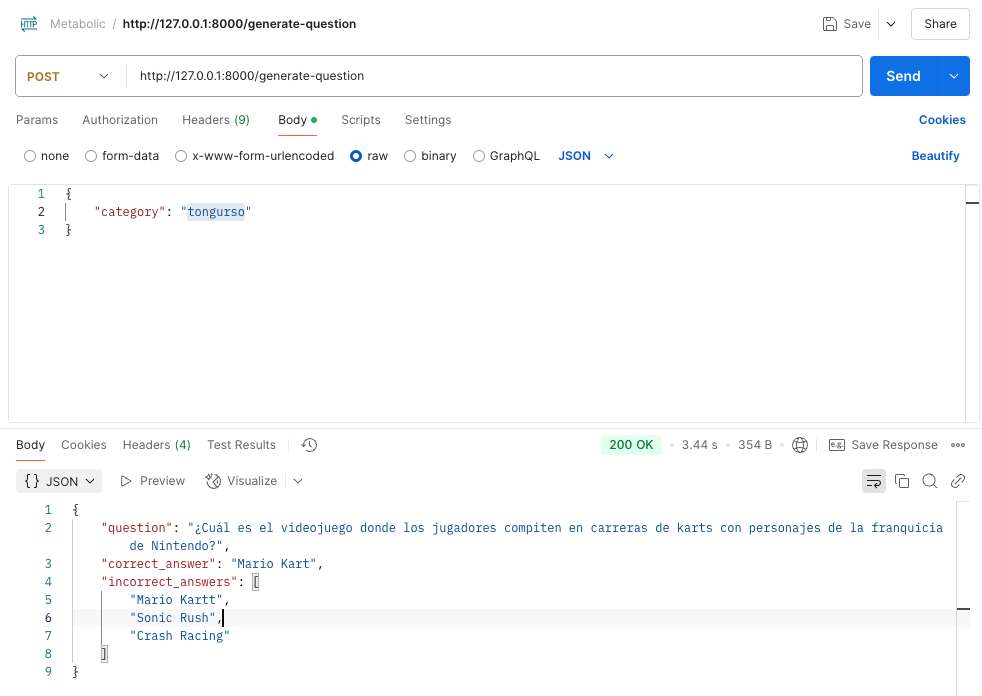 HTTP Metabolic / http://127.0.0.1:8000/generate-question Save Share
POST http://127.0.0.1:8000/generate-question Send
Params Authorization Headers (9) Body Scripts Settings Cookies
none form-data x-www-form-urlencoded raw binary GraphQL JSON Beautify
1 {
2 "category": "tongurso"
3 }
Body Cookies Headers (4) Test Results 200 OK 3.44 s 354 B e.g. Save Response
{} JSON Preview Visualize
1 {
2 "question": "¿Cuál es el videojuego donde los jugadores compiten en carreras de karts con personajes de la franquicia
de Nintendo?",
3 "correct_answer": "Mario Kart",
4 "incorrect_answers": [
5 "Mario Kartt",
6 "Sonic Rush",
7 "Crash Racing"
8 ]
9 }